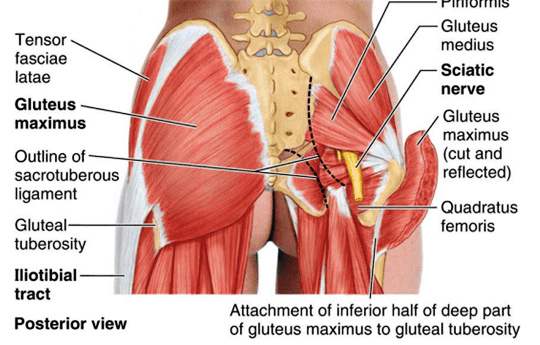 Tensor
fasciae
latae
Gluteus
maximus
Outline of
sacrotuberous
ligament
Gluteal
tuberosity
Iliotibial
tract
Posterior view
Piriformis
Gluteus
medius
Sciatic
nerve
Gluteus
maximus
(cut and
reflected)
Quadratus
femoris
Attachment of inferior half of deep part
of gluteus maximus to gluteal tuberosity